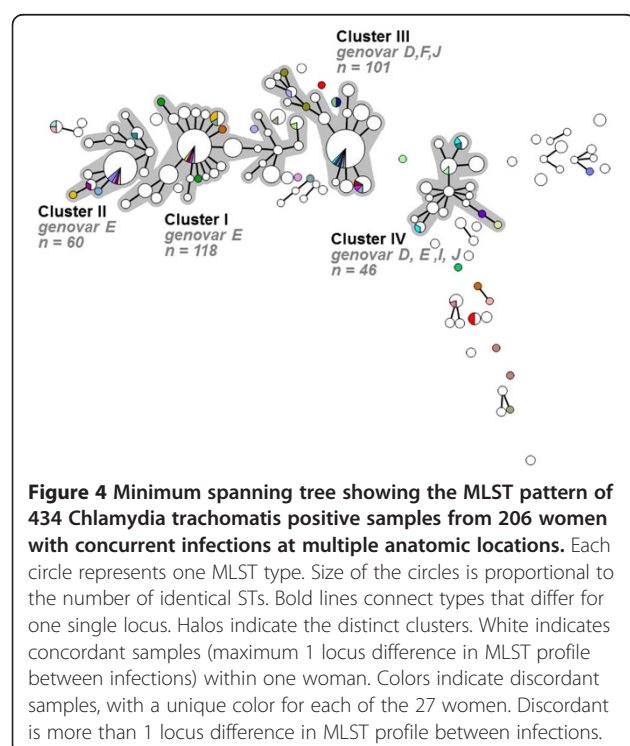 Cluster III
genovar D,F,J
n = 101
Cluster II
genovar E
n = 60
Cluster I
genovar E
n = 118
Cluster IV
genovar D, E ,I, J
n = 46
Figure 4 Minimum spanning tree showing the MLST pattern of
434 Chlamydia trachomatis positive samples from 206 women
with concurrent infections at multiple anatomic locations. Each
circle represents one MLST type. Size of the circles is proportional to
the number of identical STs. Bold lines connect types that differ for
one single locus. Halos indicate the distinct clusters. White indicates
concordant samples (maximum 1 locus difference in MLST profile
between infections) within one woman. Colors indicate discordant
samples, with a unique color for each of the 27 women. Discordant
is more than 1 locus difference in MLST profile between infections.